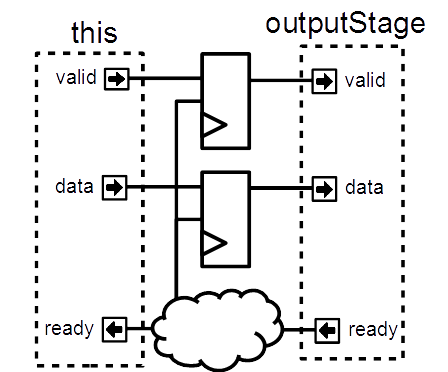 this
outputStage
valid
valid
data
data
ready
ready